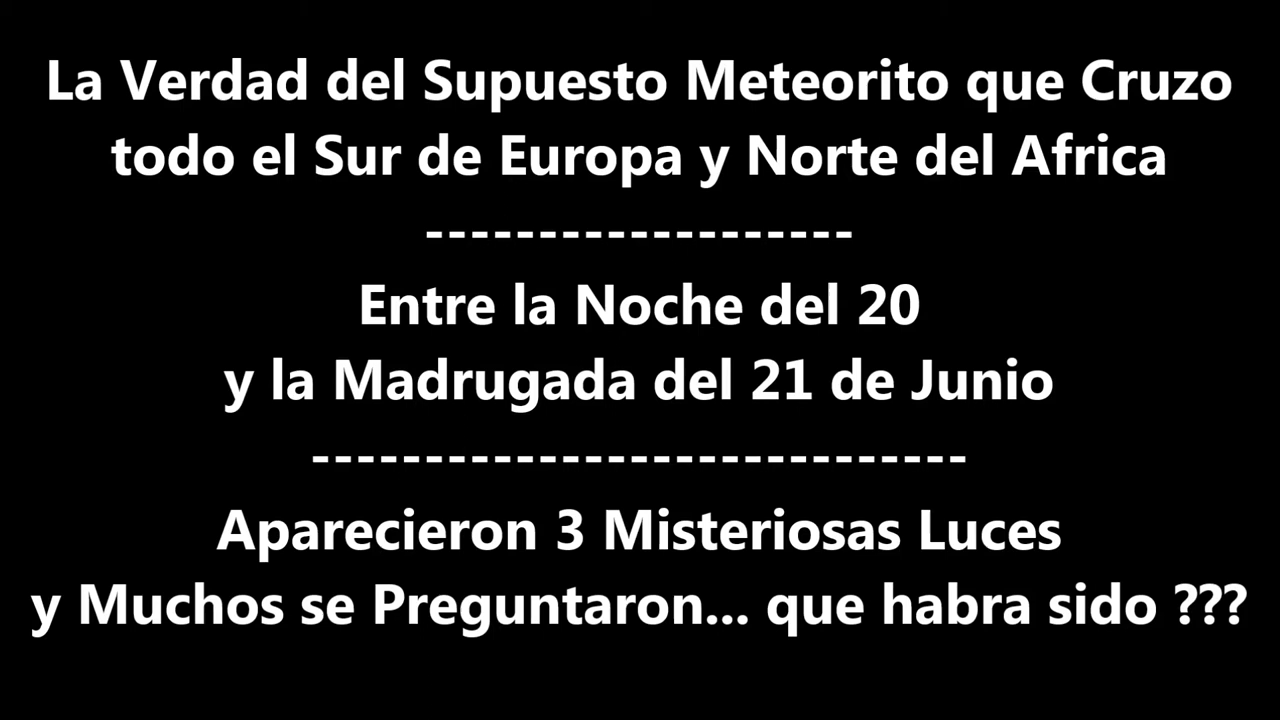 La Verdad del Supuesto Meteorito que Cruzo
todo el Sur de Europa y Norte del Africa
-------------------
Entre la Noche del 20
y la Madrugada del 21 de Junio
-----------------------------
Aparecieron 3 Misteriosas Luces
y Muchos se Preguntaron... que habra sido ???